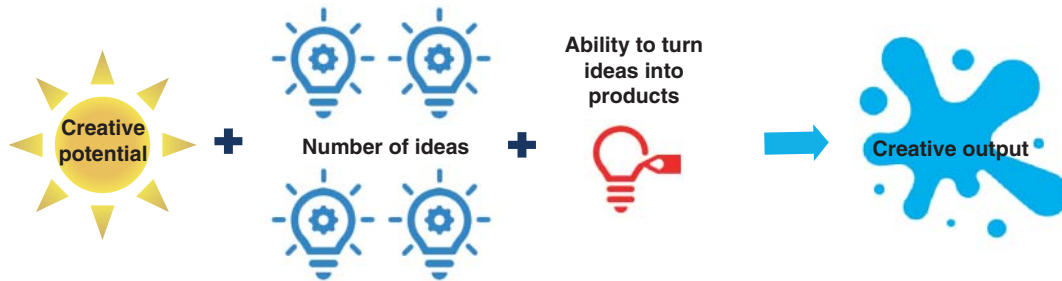 Creative
potential
Number of ideas
Ability to turn
ideas into
products
Creative output